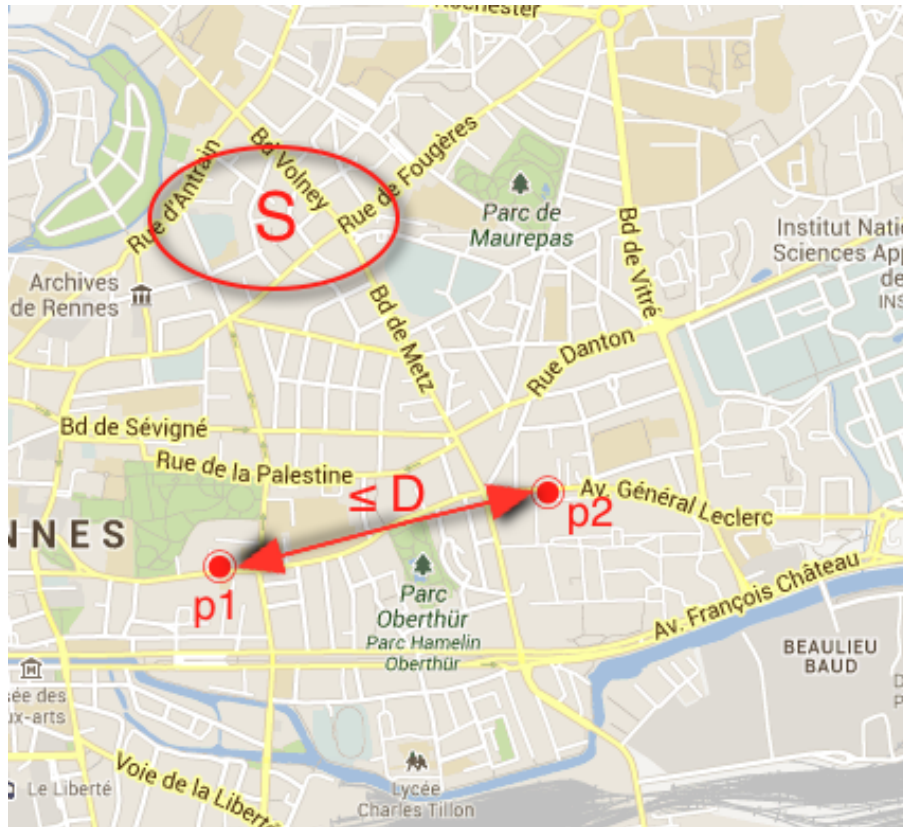 Rochester
Bd Volney
Rue d'Antrain
S
Rue de Fougères
Parc de
Maurepas
Bd de Vitré
Institut Nati
Sciences App
de
INS
Archives
de Rennes
Bd de Metz
Rue Danton
Bd de Sévigné
Rue de la Palestine
≤ D
Av. Général Leclerc
p2
NNES
p1
Parc
Oberthür
Parc Hamelin
Oberthür
Av. François Château
BEAULIEU
BAUD
sée des
ux-arts
Le Liberté
Voie de la Liberté
Lycée
Charles Tillon